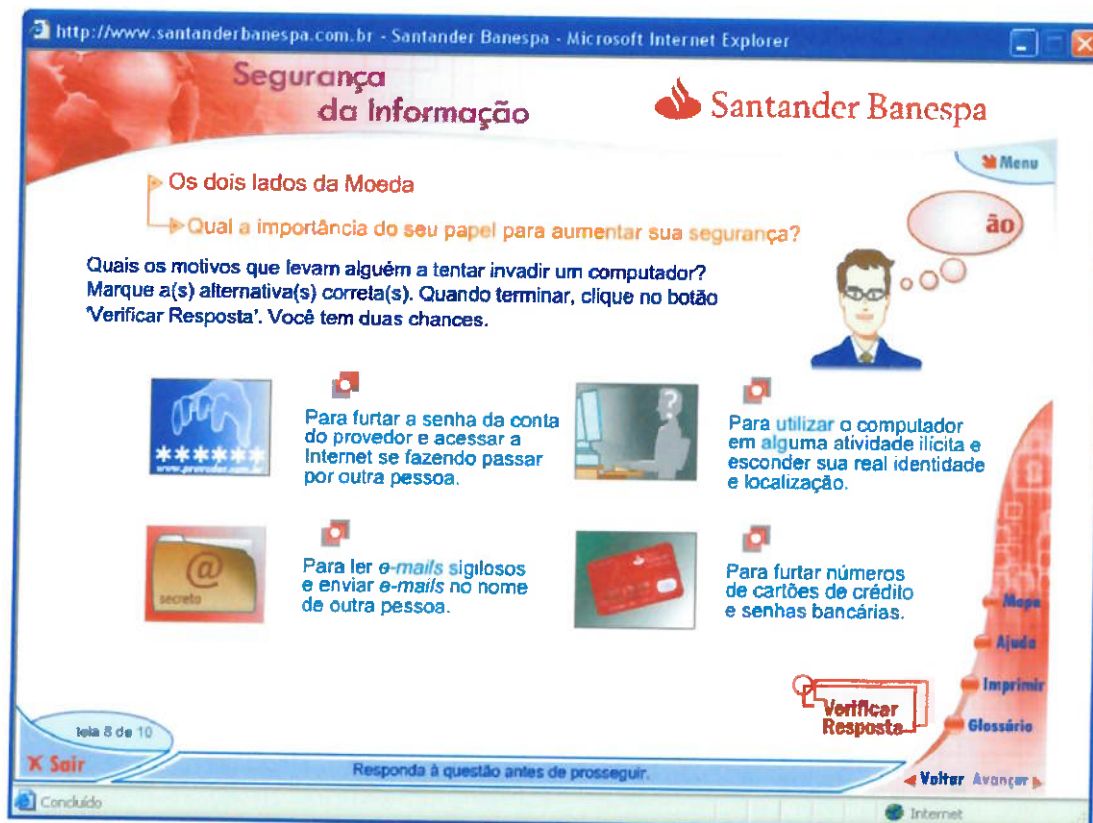 http://www.santanderbanespa.com.br - Santander Banespa - Microsoft Internet Explorer
Segurança
da Informação
Santander Banespa
Menu
Os dois lados da Moeda
Qual a importância do seu papel para aumentar sua segurança?
ão
Quais os motivos que levam alguém a tentar invadir um computador?
Marque a(s) alternativa(s) correta(s). Quando terminar, clique no botão
'Verificar Resposta'. Você tem duas chances.
******
www.provedor.com.br
Para furtar a senha da conta
do provedor e acessar a
Internet se fazendo passar
por outra pessoa.
?
Para utilizar o computador
em alguma atividade ilícita e
esconder sua real identidade
e localização.
@
secreto
Para ler e-mails sigilosos
e enviar e-mails no nome
de outra pessoa.
Para furtar números
de cartões de crédito
e senhas bancárias.
Mapa
Ajuda
Imprimir
Glossário
Verificar
Resposta
tela 8 de 10
X Sair
Responda à questão antes de prosseguir.
Voltar Avançar
Concluído
Internet